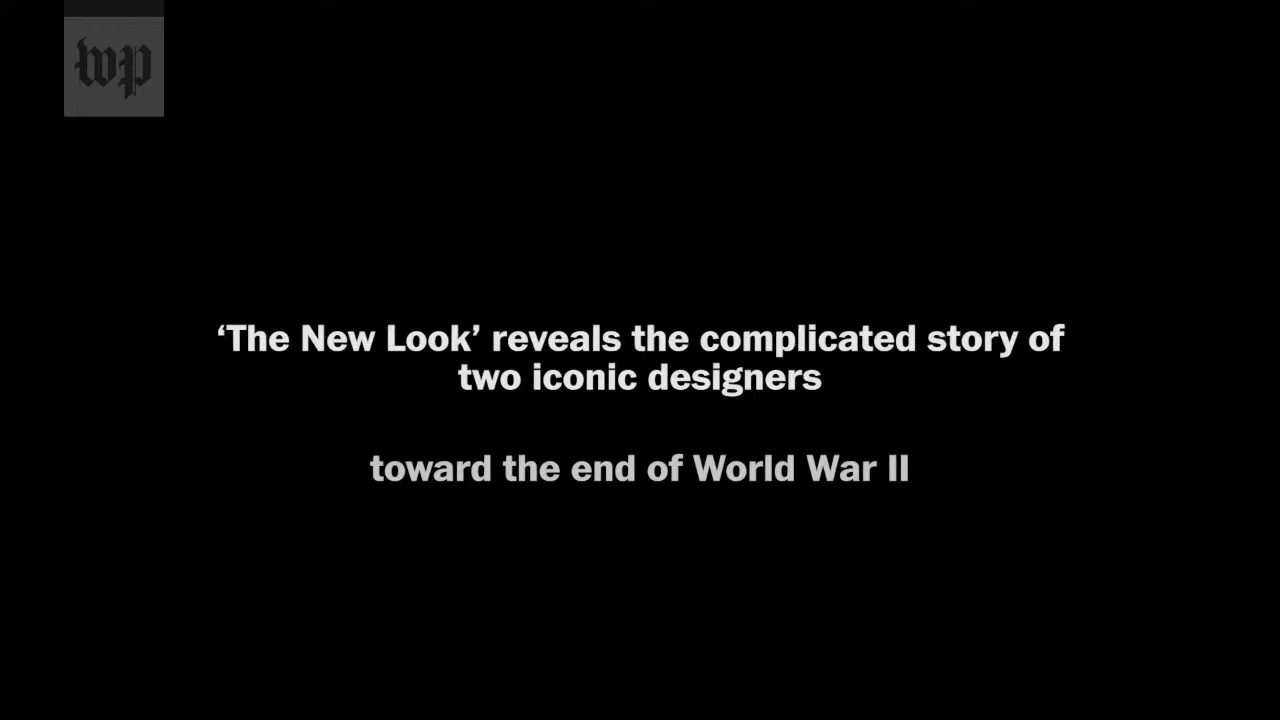 wp
‘The New Look’ reveals the complicated story of
two iconic designers
toward the end of World War II